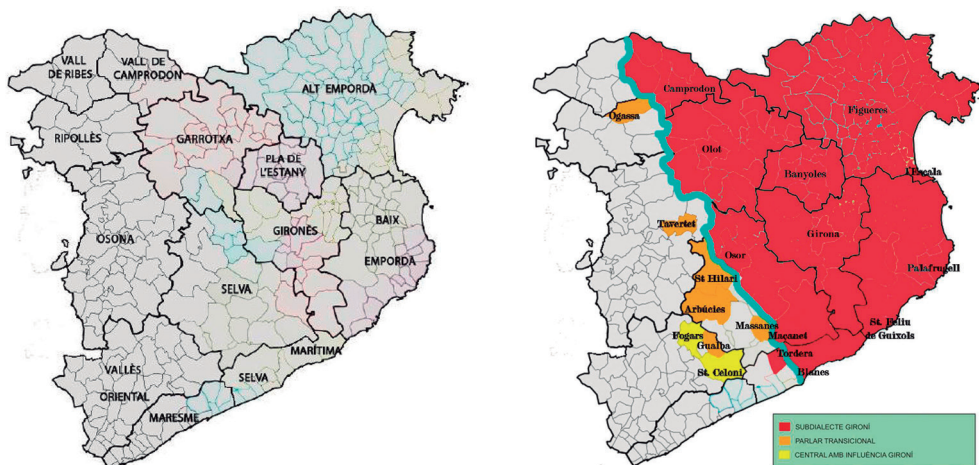 VALL
DE RIBES
VALL DE
CAMPRODON
ALT EMPORDÀ
RIPOLLÈS
GARROTXA
PLA DE
L'ESTANY
OSONA
GIRONÈS
BAIX
EMPORDÀ
SELVA
MARÍTIMA
SELVA
VALLÈS
ORIENTAL
MARESME
Camprodon
Ogassa
Figueres
Olot
Banyoles
l'Escala
Tavertet
Girona
Osor
Palafrugell
St Hilari
Arbúcies
Massanes
Maçanet
St. Feliu
de Guixols
Fogars
Gualba
Tordera
St. Celoni
Blanes
SUBDIALECTE GIRONÍ
PARLAR TRANSICIONAL
CENTRAL AMB INFLUÈNCIA GIRONÍ